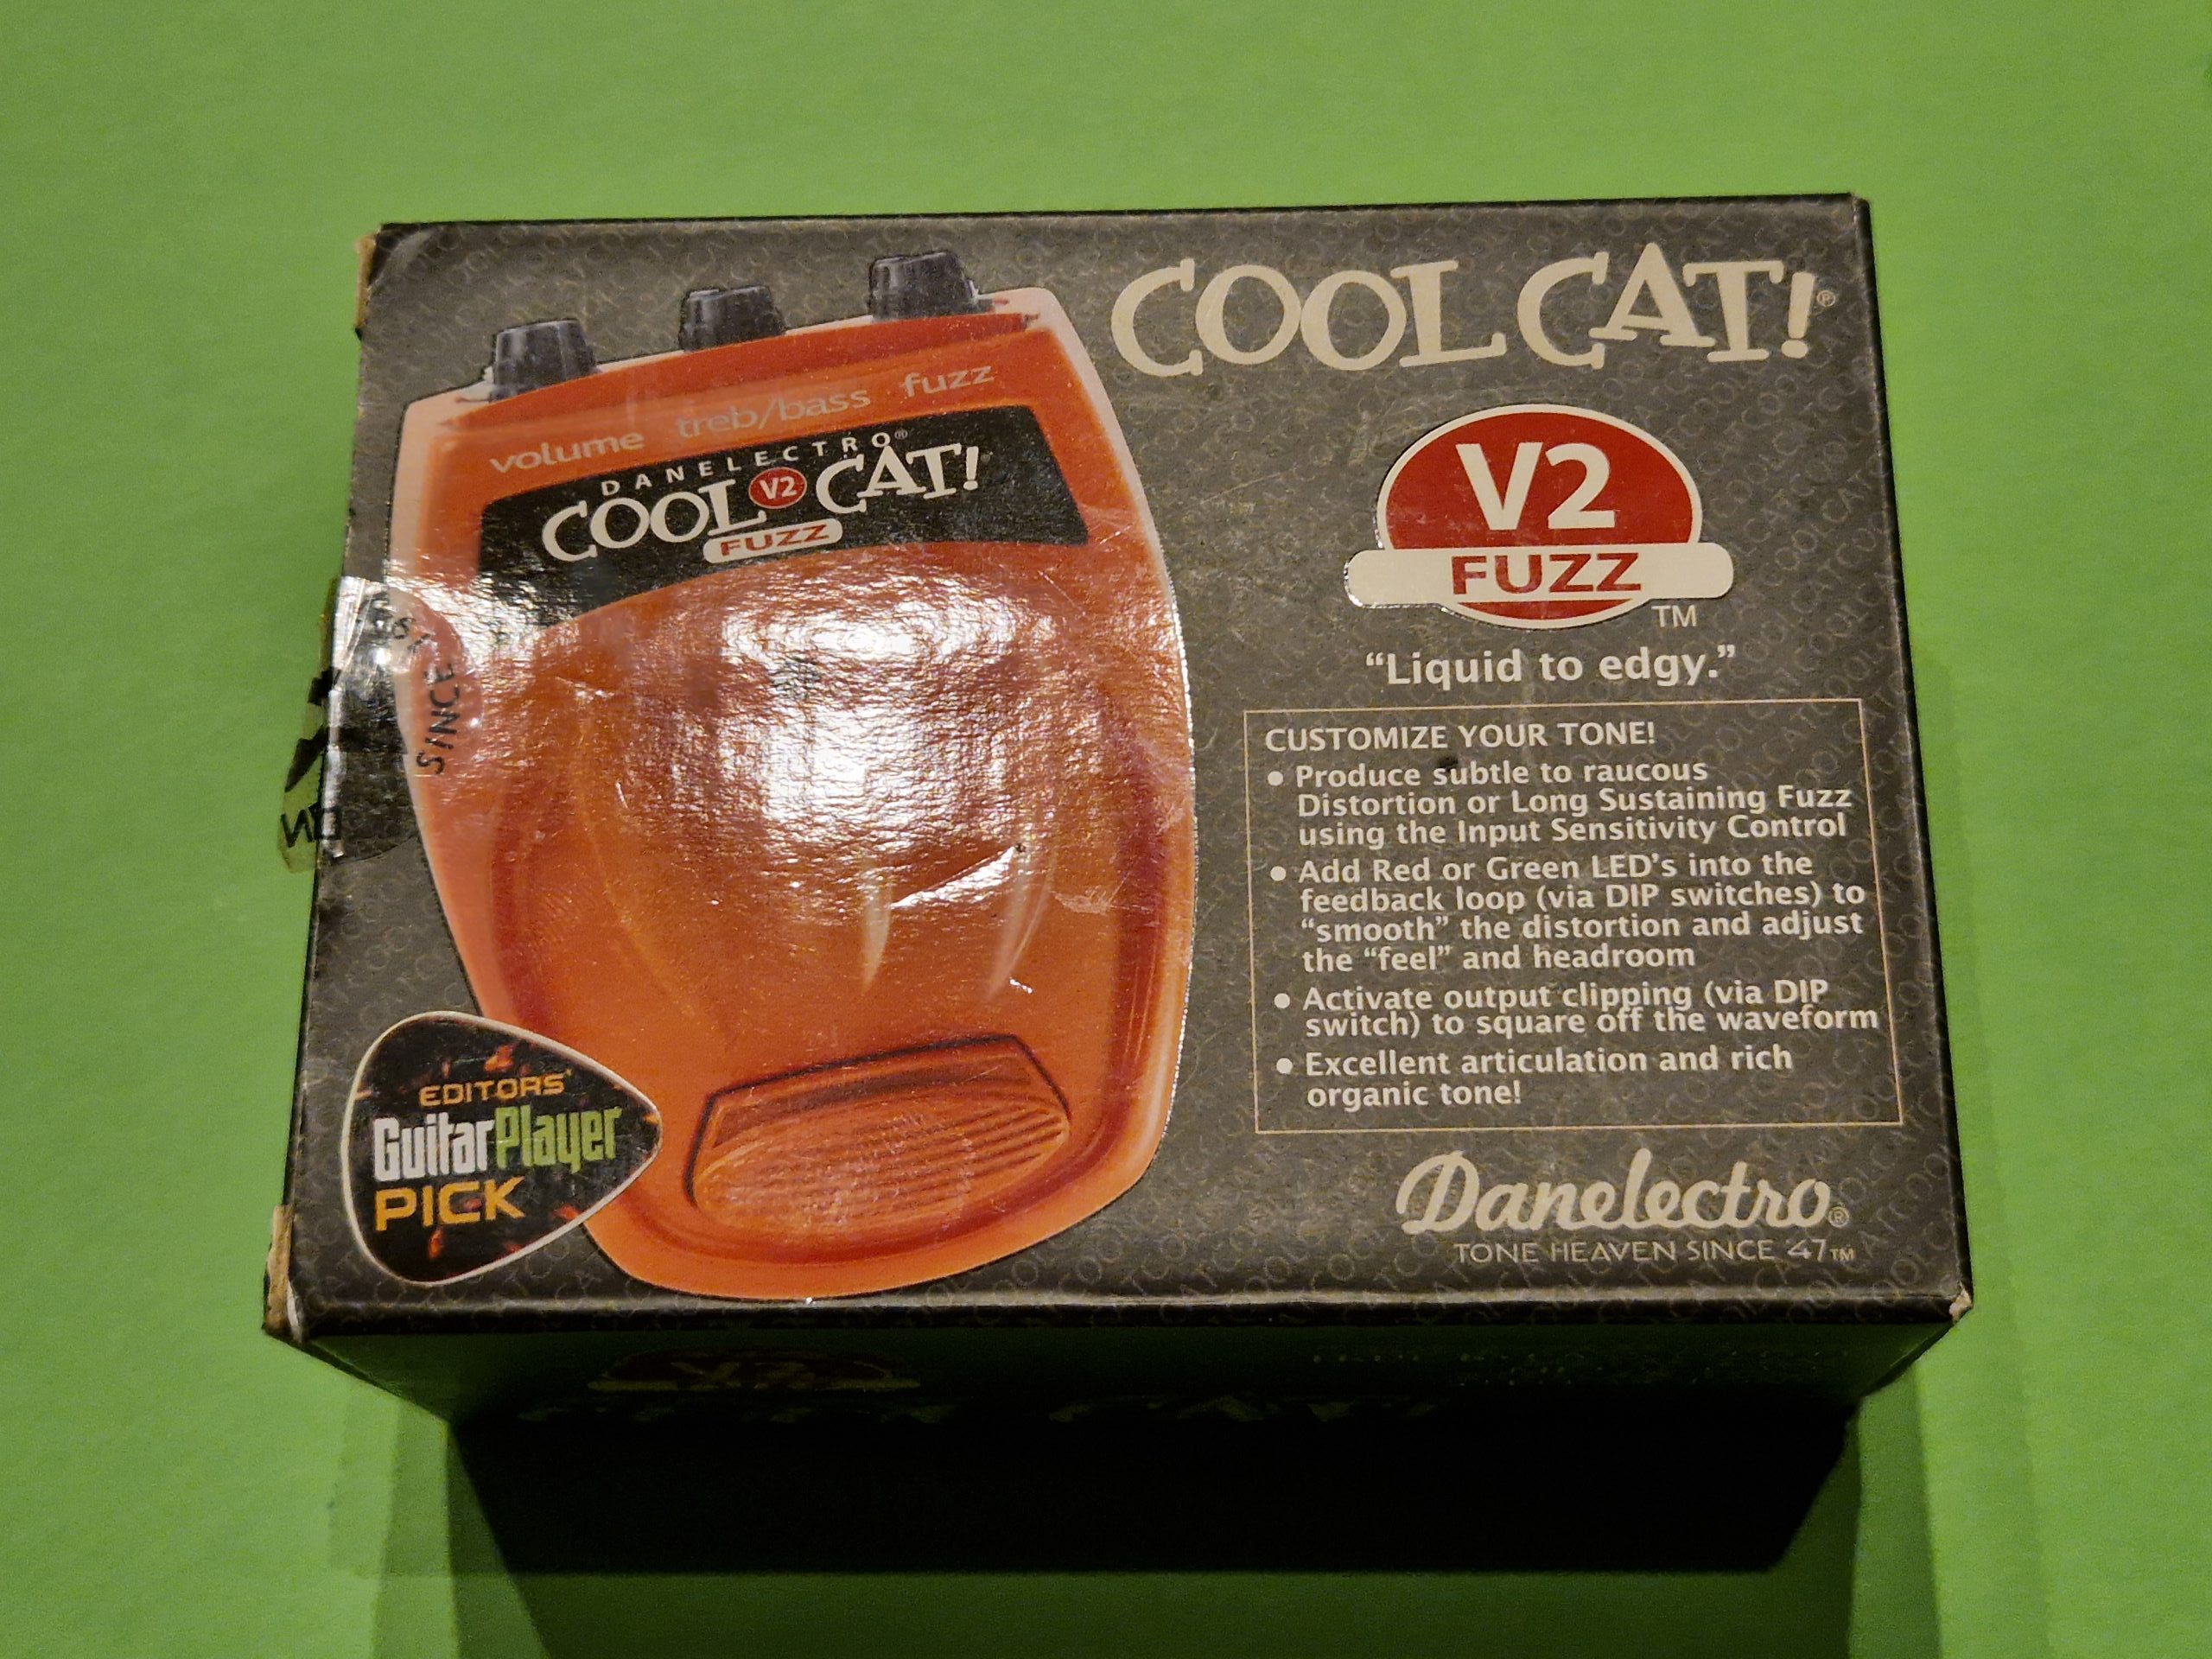 COOL CAT!®
volume treb/bass fuzz
DANELECTRO®
COOL V2 CAT!
FUZZ
V2
FUZZ
TM
“Liquid to edgy.”
CUSTOMIZE YOUR TONE!
• Produce subtle to raucous
Distortion or Long Sustaining Fuzz
using the Input Sensitivity Control
• Add Red or Green LED’s into the
feedback loop (via DIP switches) to
“smooth” the distortion and adjust
the “feel” and headroom
• Activate output clipping (via DIP
switch) to square off the waveform
• Excellent articulation and rich
organic tone!
SINCE
EDITORS'
GuitarPlayer
PICK
Danelectro®
TONE HEAVEN SINCE '47™
V2